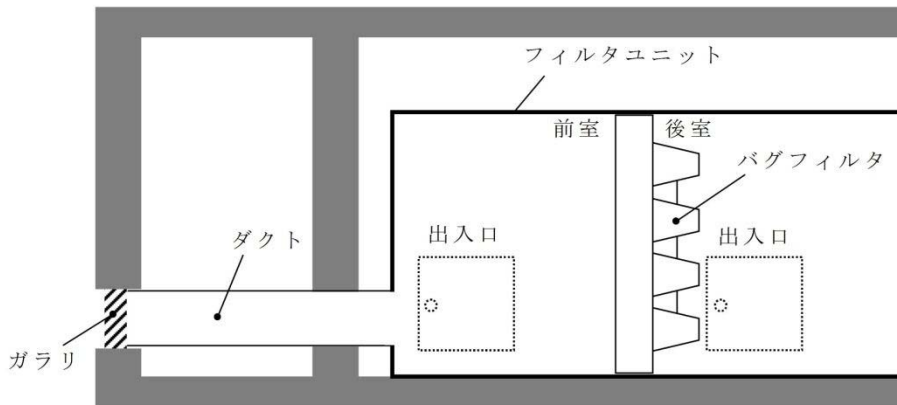 フィルタユニット
前室
後室
バグフィルタ
ダクト
出入口
出入口
ガラリ